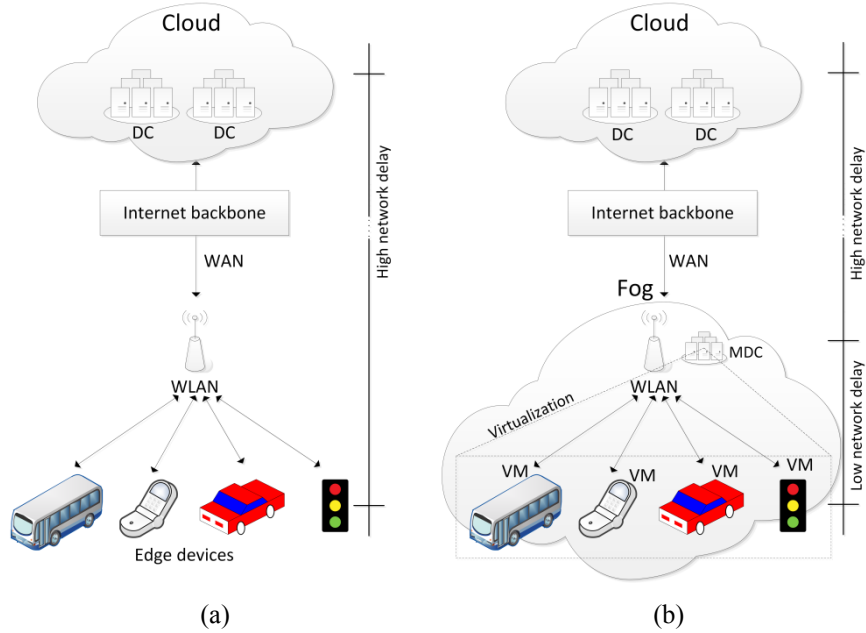 Cloud
DC DC
High network delay
Internet backbone
WAN
WLAN
Edge devices
(a)
Cloud
DC DC
High network delay
Internet backbone
WAN
Fog
MDC
WLAN
Virtualization
Low network delay
VM VM VM VM
(b)